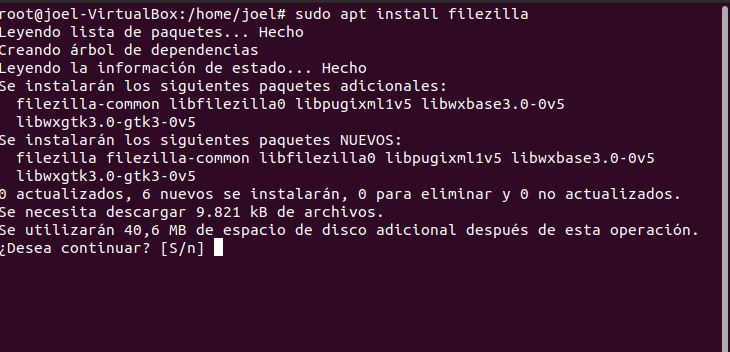 root@joel-VirtualBox:/home/joel# sudo apt install filezilla
Leyendo lista de paquetes... Hecho
Creando árbol de dependencias
Leyendo la información de estado... Hecho
Se instalarán los siguientes paquetes adicionales:
  filezilla-common libfilezilla0 libpugixml1v5 libwxbase3.0-0v5
  libwxgtk3.0-gtk3-0v5
Se instalarán los siguientes paquetes NUEVOS:
  filezilla filezilla-common libfilezilla0 libpugixml1v5 libwxbase3.0-0v5
  libwxgtk3.0-gtk3-0v5
0 actualizados, 6 nuevos se instalarán, 0 para eliminar y 0 no actualizados.
Se necesita descargar 9.821 kB de archivos.
Se utilizarán 40,6 MB de espacio de disco adicional después de esta operación.
¿Desea continuar? [S/n]